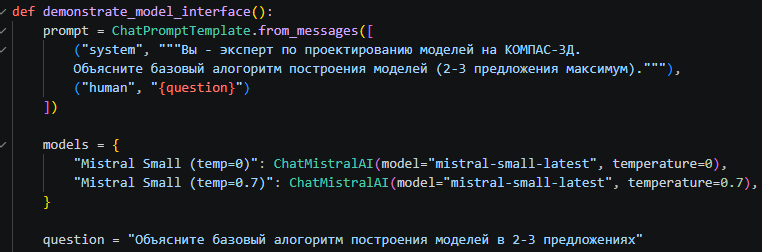 def demonstrate_model_interface():
    prompt = ChatPromptTemplate.from_messages([
        ("system", """Вы - эксперт по проектированию моделей на КОМПАС-3Д.
        Объясните базовый алогоритм построения моделей (2-3 предложения максимум)."""),
        ("human", "{question}")
    ])

    models = {
        "Mistral Small (temp=0)": ChatMistralAI(model="mistral-small-latest", temperature=0),
        "Mistral Small (temp=0.7)": ChatMistralAI(model="mistral-small-latest", temperature=0.7),
    }

    question = "Объясните базовый алогоритм построения моделей в 2-3 предложениях"